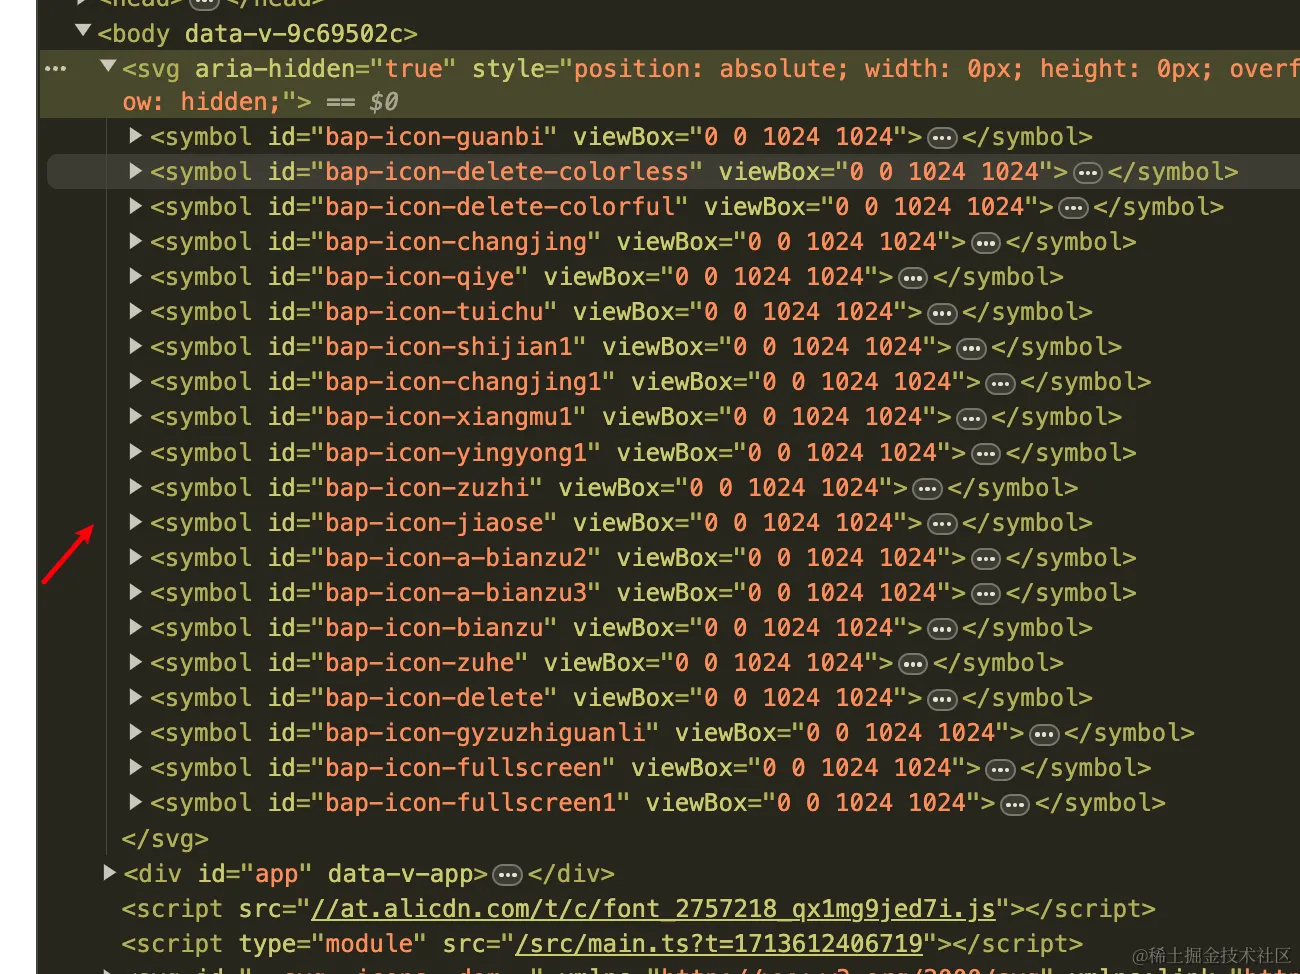 <head> ••• </head>
<body data-v-9c69502c>
••• <svg aria-hidden="true" style="position: absolute; width: 0px; height: 0px; overf
ow: hidden;"> == $0
<symbol id="bap-icon-guanbi" viewBox="0 0 1024 1024"> ••• </symbol>
<symbol id="bap-icon-delete-colorless" viewBox="0 0 1024 1024"> ••• </symbol>
<symbol id="bap-icon-delete-colorful" viewBox="0 0 1024 1024"> ••• </symbol>
<symbol id="bap-icon-changjing" viewBox="0 0 1024 1024"> ••• </symbol>
<symbol id="bap-icon-qiye" viewBox="0 0 1024 1024"> ••• </symbol>
<symbol id="bap-icon-tuichu" viewBox="0 0 1024 1024"> ••• </symbol>
<symbol id="bap-icon-shijian1" viewBox="0 0 1024 1024"> ••• </symbol>
<symbol id="bap-icon-changjing1" viewBox="0 0 1024 1024"> ••• </symbol>
<symbol id="bap-icon-xiangmu1" viewBox="0 0 1024 1024"> ••• </symbol>
<symbol id="bap-icon-yingyong1" viewBox="0 0 1024 1024"> ••• </symbol>
<symbol id="bap-icon-zuzhi" viewBox="0 0 1024 1024"> ••• </symbol>
<symbol id="bap-icon-jiaose" viewBox="0 0 1024 1024"> ••• </symbol>
<symbol id="bap-icon-a-bianzu2" viewBox="0 0 1024 1024"> ••• </symbol>
<symbol id="bap-icon-a-bianzu3" viewBox="0 0 1024 1024"> ••• </symbol>
<symbol id="bap-icon-bianzu" viewBox="0 0 1024 1024"> ••• </symbol>
<symbol id="bap-icon-zuhe" viewBox="0 0 1024 1024"> ••• </symbol>
<symbol id="bap-icon-delete" viewBox="0 0 1024 1024"> ••• </symbol>
<symbol id="bap-icon-gyzuzhiguanli" viewBox="0 0 1024 1024"> ••• </symbol>
<symbol id="bap-icon-fullscreen" viewBox="0 0 1024 1024"> ••• </symbol>
<symbol id="bap-icon-fullscreen1" viewBox="0 0 1024 1024"> ••• </symbol>
</svg>
<div id="app" data-v-app> ••• </div>
<script src="//at.alicdn.com/t/c/font_2757218_qx1mg9jed7i.js"></script>
<script type="module" src="/src/main.ts?t=1713612406719"></script>
@稀土掘金技术社区